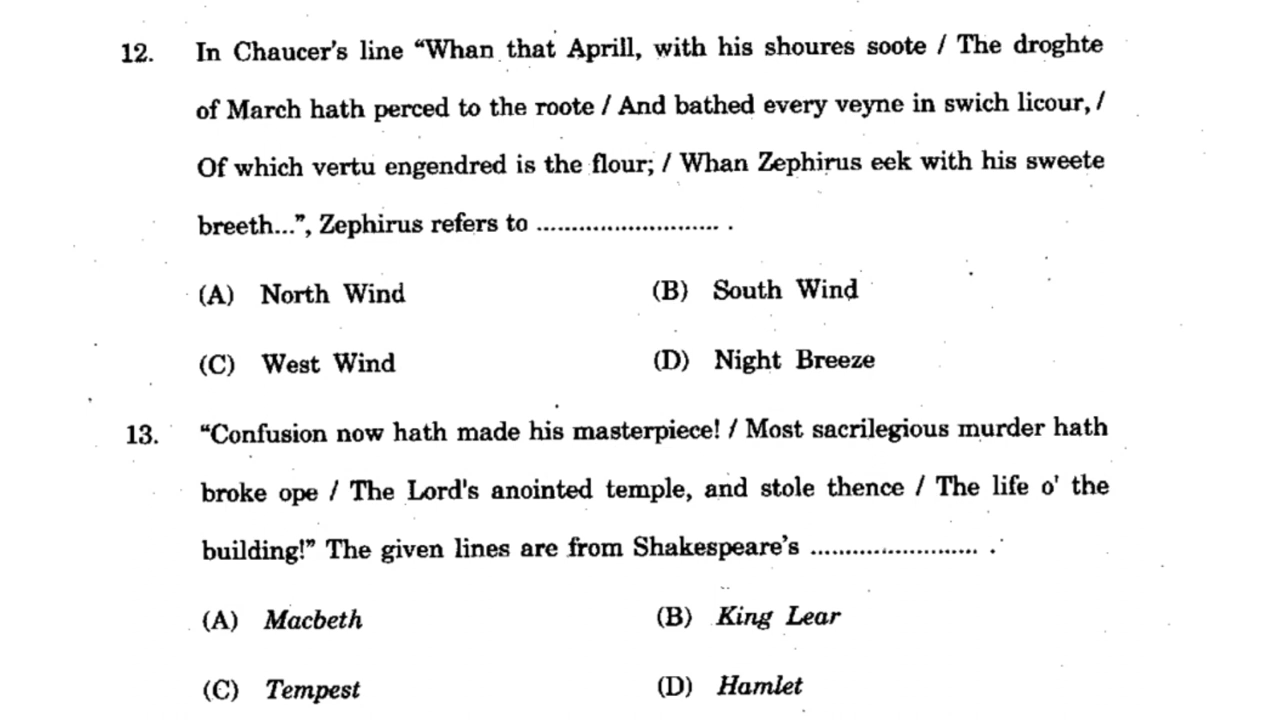 12. In Chaucer's line “Whan that Aprill, with his shoures soote / The droghte
of March hath perced to the roote / And bathed every veyne in swich licour, /
Of which vertu engendred is the flour; / Whan Zephirus eek with his sweete
breeth...”, Zephirus refers to .......................... .
(A) North Wind (B) South Wind
(C) West Wind (D) Night Breeze
13. “Confusion now hath made his masterpiece! / Most sacrilegious murder hath
broke ope / The Lord's anointed temple, and stole thence / The life o' the
building!” The given lines are from Shakespeare's ........................ .
(A) Macbeth (B) King Lear
(C) Tempest (D) Hamlet